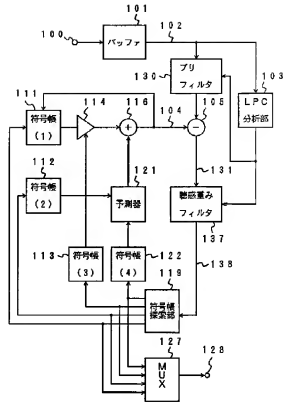 101
102
100
バッファ
111
114
116
104
130
プリ
フィルタ
105
103
LPC
分析部
符号帳
(1)
112
符号帳
(2)
121
予測器
131
聴感重み
フィルタ
137
138
113
符号帳
(3)
符号帳
(4)
122
119
符号帳
探索部
127
128
MUX